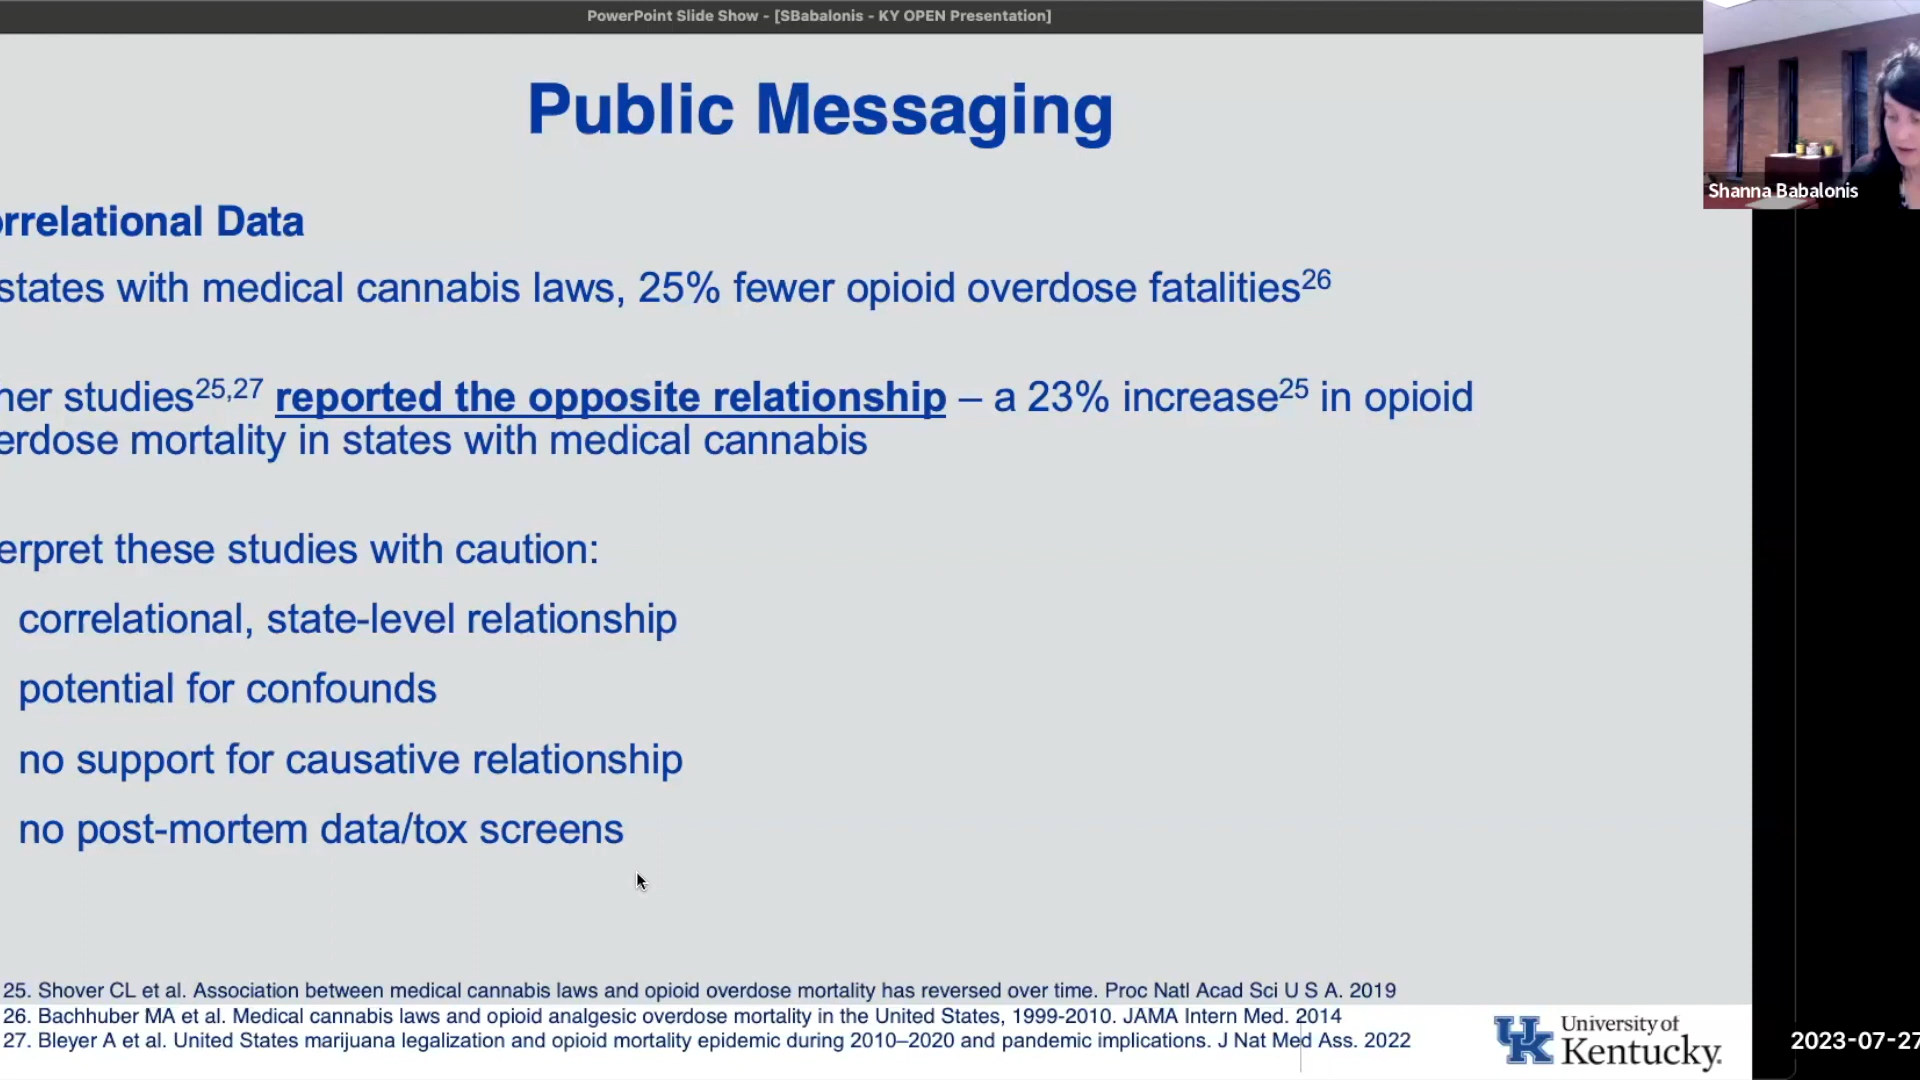 PowerPoint Slide Show - [SBabalonis - KY OPEN Presentation]
Public Messaging
Shanna Babalonis
orrelational Data
states with medical cannabis laws, 25% fewer opioid overdose fatalities26
her studies25,27 reported the opposite relationship – a 23% increase25 in opioid
erdose mortality in states with medical cannabis
erpret these studies with caution:
correlational, state-level relationship
potential for confounds
no support for causative relationship
no post-mortem data/tox screens
25. Shover CL et al. Association between medical cannabis laws and opioid overdose mortality has reversed over time. Proc Natl Acad Sci U S A. 2019
26. Bachhuber MA et al. Medical cannabis laws and opioid analgesic overdose mortality in the United States, 1999-2010. JAMA Intern Med. 2014
27. Bleyer A et al. United States marijuana legalization and opioid mortality epidemic during 2010–2020 and pandemic implications. J Nat Med Ass. 2022
UK University of
Kentucky.
2023-07-27